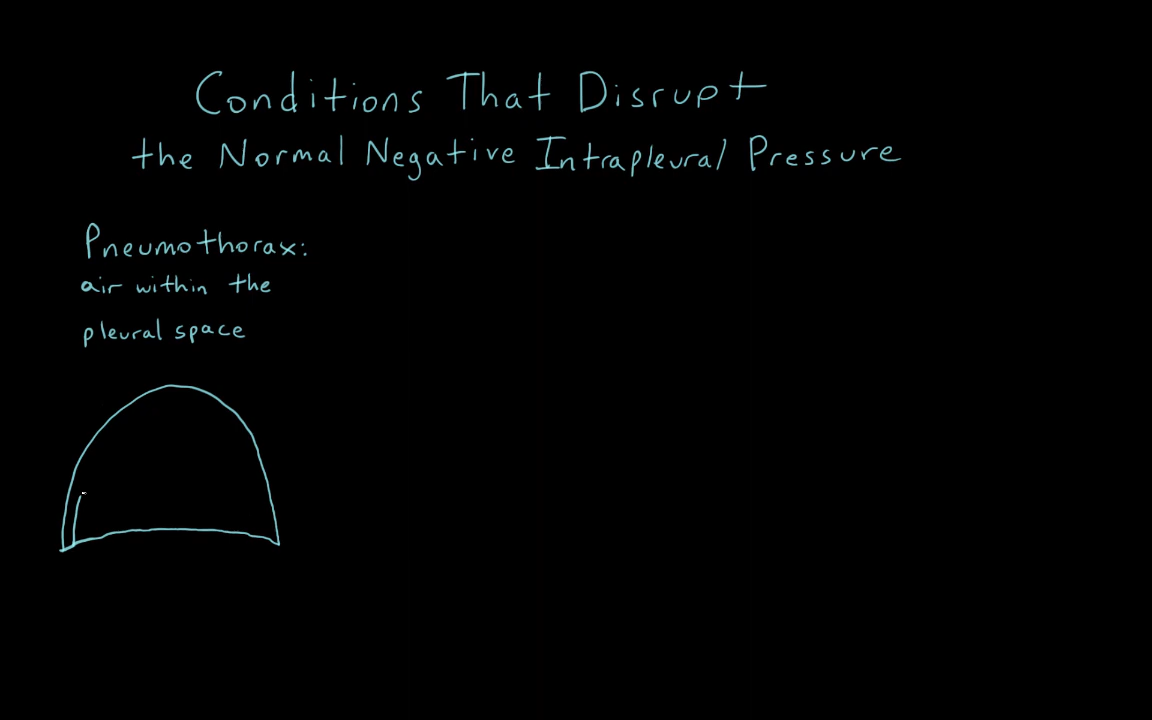 Conditions That Disrupt
the Normal Negative Intrapleural Pressure
Pneumothorax:
air within the
pleural space